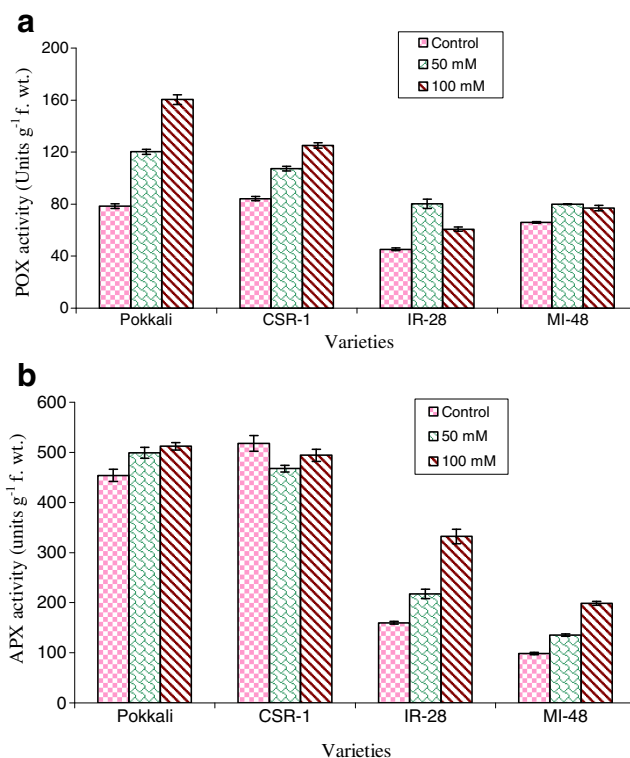 a
POX activity (Units g-1 f. wt.)
200
160
120
80
40
0
Control
50 mM
100 mM
Pokkali CSR-1 IR-28 MI-48
Varieties
b
APX activity (units g-1 f. wt.)
600
500
400
300
200
100
0
Control
50 mM
100 mM
Pokkali CSR-1 IR-28 MI-48
Varieties